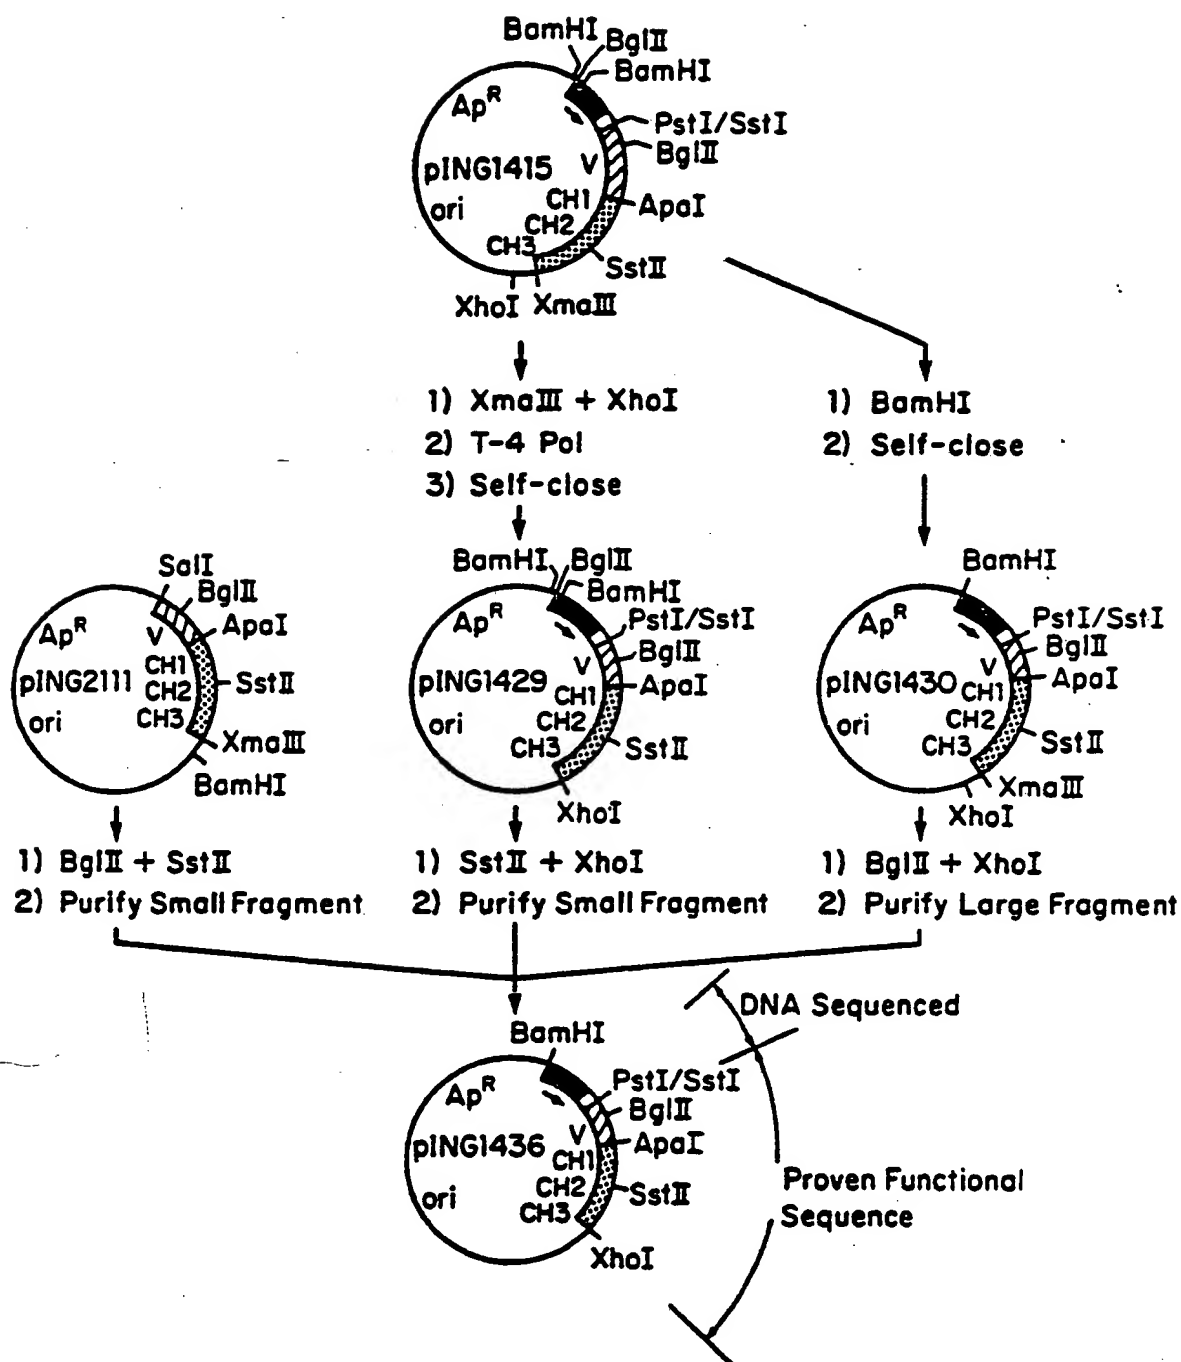 BamHI
BglII
BamHI
Ap^R
PstI/SstI
BglII
pING1415
V
ori
CH1
ApaI
CH2
CH3
SstII
XhoI XmaIII
1) XmaIII + XhoI
2) T-4 Pol
3) Self-close
1) BamHI
2) Self-close
SalI
BglII
ApaI
Ap^R
V
pING2111
CH1
CH2
CH3
SstII
ori
XmaIII
BamHI
BamHI
BglII
BamHI
Ap^R
PstI/SstI
V
BglII
pING1429
CH1
ApaI
ori
CH2
CH3
SstII
XhoI
BamHI
Ap^R
PstI/SstI
V
BglII
pING1430
CH1
ApaI
ori
CH2
CH3
SstII
XmaIII
XhoI
1) BglII + SstII
2) Purify Small Fragment
1) SstII + XhoI
2) Purify Small Fragment
1) BglII + XhoI
2) Purify Large Fragment
BamHI
DNA Sequenced
Ap^R
PstI/SstI
BglII
V
pING1436
ApaI
CH1
ori
CH2
CH3
SstII
XhoI
Proven Functional
Sequence